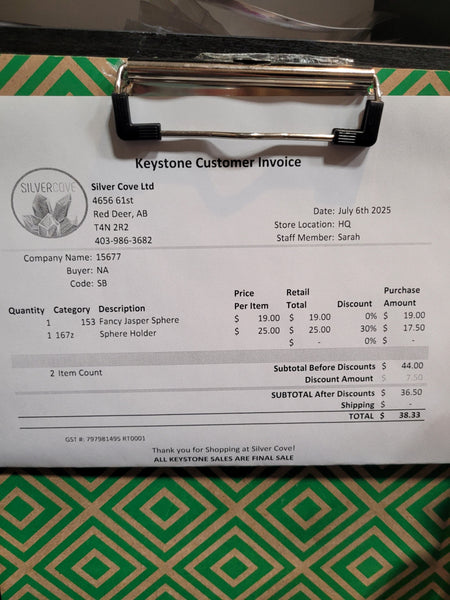 Keystone Customer Invoice
SILVERCOVE
Silver Cove Ltd
4656 61st
Red Deer, AB
T4N 2R2
403-986-3682
Date: July 6th 2025
Store Location: HQ
Staff Member: Sarah
Company Name: 15677
Buyer: NA
Code: SB
Quantity Category Description Price Per Item Retail Total Discount Purchase Amount
1 153 Fancy Jasper Sphere $ 19.00 $ 19.00 0% $ 19.00
1 167z Sphere Holder $ 25.00 $ 25.00 30% $ 17.50
$ - 0% $ -
2 Item Count
Subtotal Before Discounts $ 44.00
Discount Amount $ 7.50
SUBTOTAL After Discounts $ 36.50
Shipping $ -
TOTAL $ 38.33
GST #: 797981495 RT0001
Thank you for Shopping at Silver Cove!
ALL KEYSTONE SALES ARE FINAL SALE